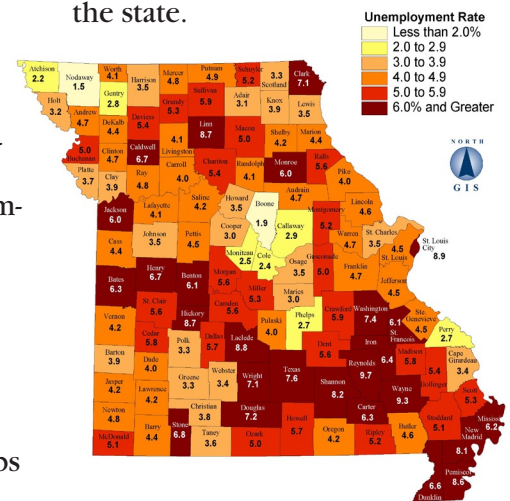 the state.
Unemployment Rate
Less than 2.0%
2.0 to 2.9
3.0 to 3.9
4.0 to 4.9
5.0 to 5.9
6.0% and Greater
NORTH
GIS
m-
os
Atchison 2.2
Nodaway 1.5
Worth 4.1
Harrison 3.5
Mercer 4.8
Putnam 4.9
Schuyler 5.2
3.3 Scotland
Clark 7.1
Holt 3.2
Andrew 4.7
Gentry 2.8
DeKalb 4.4
Daviess 5.4
Grundy 5.3
Sullivan 5.9
Adair 3.1
Knox 3.9
Lewis 3.5
Linn 8.7
Macon 5.0
Shelby 4.2
Marion 4.4
5.0 Buchanan
Clinton 4.7
Caldwell 6.7
4.1 Livingston
Chariton 5.4
Randolph 4.1
Monroe 6.0
Ralls 5.6
Pike 4.0
Platte 3.7
Clay 3.9
Ray 4.8
Carroll 4.0
Jackson 6.0
Lafayette 4.1
Saline 4.2
Howard 3.5
Boone 1.9
Audrain 4.7
Callaway 2.9
Montgomery 5.2
Lincoln 4.6
Warren 4.7
St. Charles 3.5
4.5 St. Louis
St. Louis City 8.9
Cass 4.4
Johnson 3.5
Pettis 4.5
Cooper 3.0
Moniteau 2.5
Cole 2.4
Osage 3.5
Gasconade 5.0
Franklin 4.7
Jefferson 4.5
Bates 6.3
Henry 6.7
Benton 6.1
Morgan 5.6
Miller 5.3
Maries 3.0
Vernon 4.2
St. Clair 5.6
Hickory 8.7
Camden 5.6
Pulaski 4.0
Phelps 2.7
Crawford 5.9
Washington 7.4
6.1 St. Francois
Ste. Genevieve 4.5
Perry 2.7
Barton 3.9
Cedar 5.8
Polk 3.3
Dallas 5.7
Laclede 8.8
Dent 5.6
Iron 6.4
Reynolds 9.7
Madison 5.8
Cape Girardeau 3.4
5.4 Bollinger
Dade 4.0
Jasper 4.2
Lawrence 4.2
Greene 3.3
Webster 3.4
Wright 7.1
Texas 7.6
Shannon 8.2
Wayne 9.3
Scott 5.3
Newton 4.8
Christian 3.8
Douglas 7.2
Howell 5.7
Carter 6.3
Stoddard 5.1
Mississi 6.2
McDonald 5.1
Barry 4.4
Stone 6.8
Taney 3.6
Ozark 5.0
Oregon 4.2
Ripley 5.2
Butler 4.6
New Madrid 8.1
Pemiscot 8.6
6.6 Dunklin